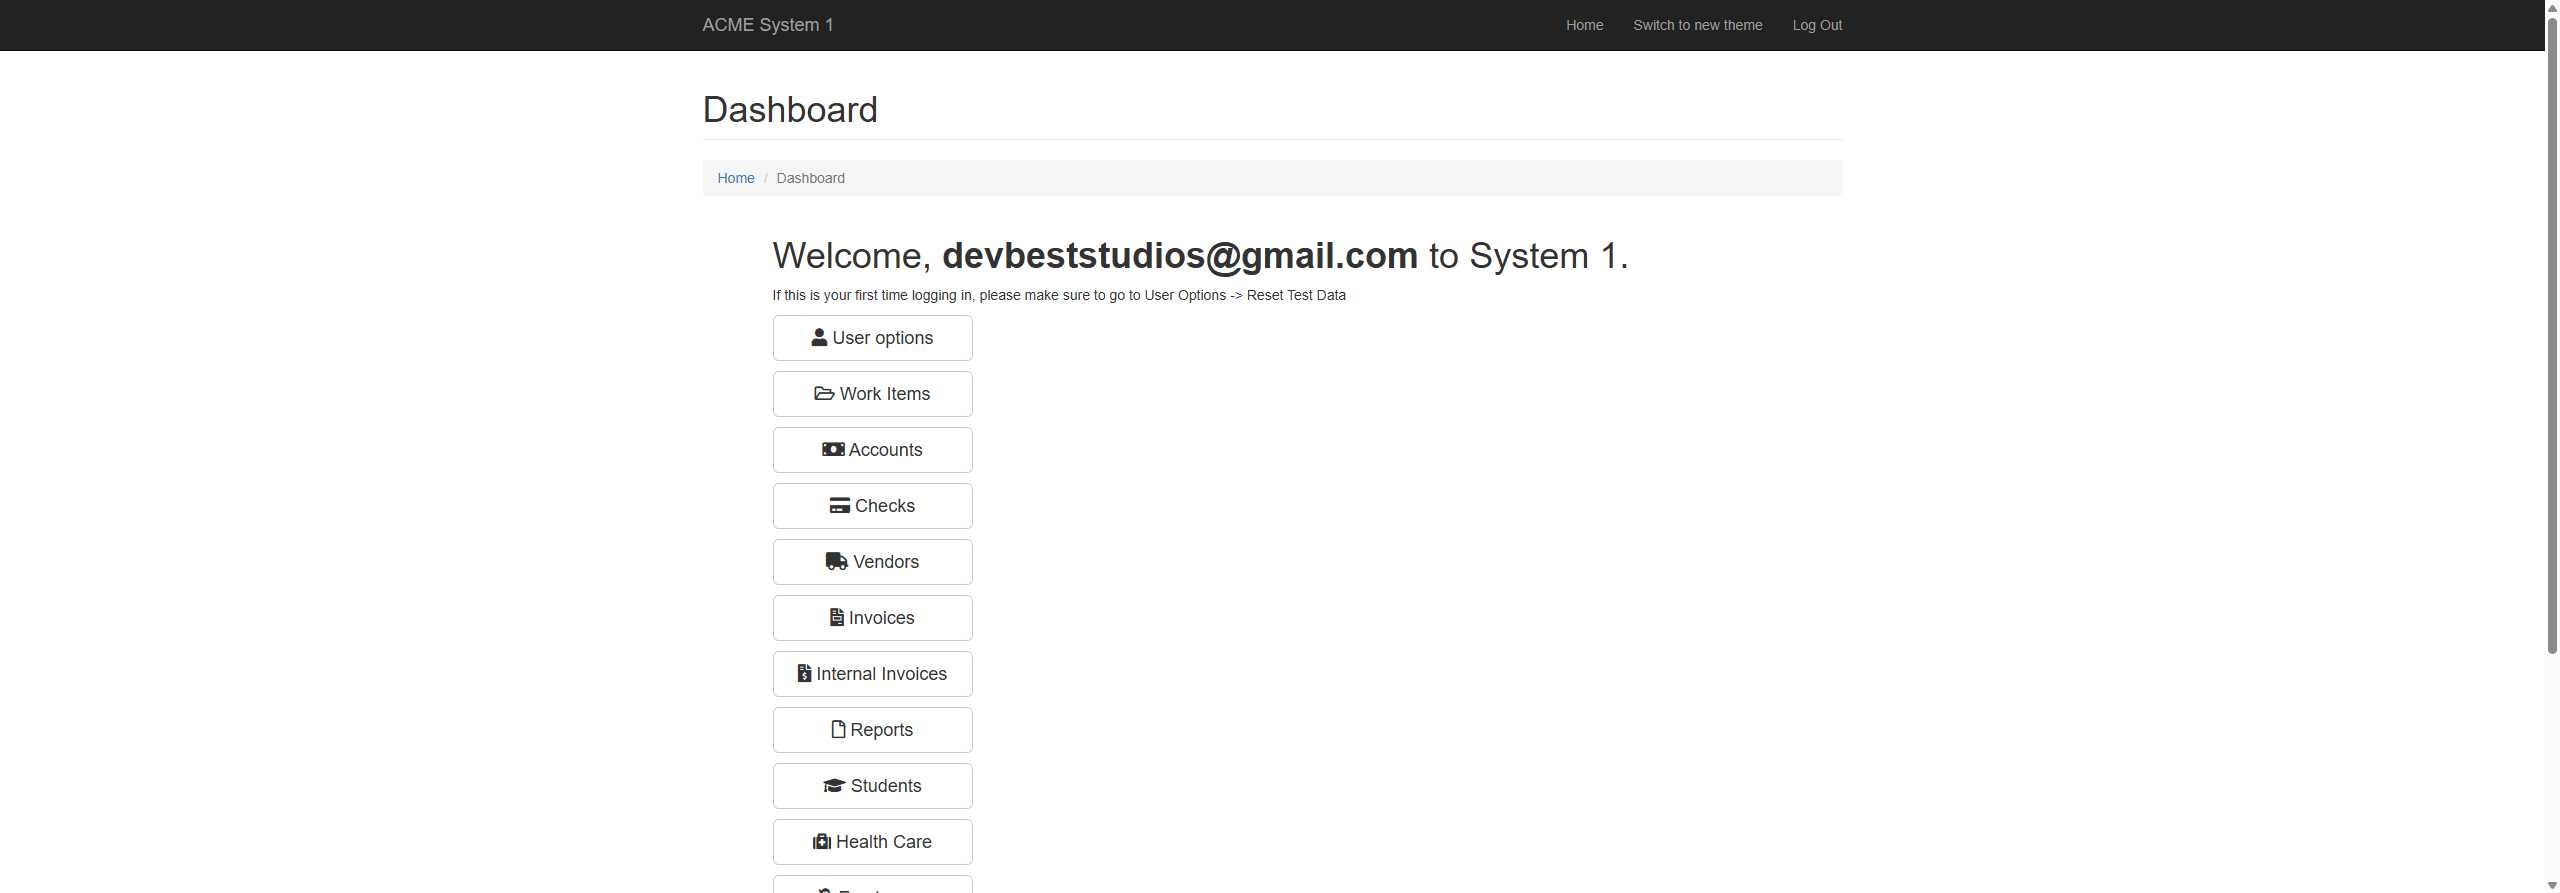 ACME System 1
Home
Switch to new theme
Log Out
Dashboard
Home / Dashboard
Welcome, devbeststudios@gmail.com to System 1.
If this is your first time logging in, please make sure to go to User Options -> Reset Test Data
User options
Work Items
Accounts
Checks
Vendors
Invoices
Internal Invoices
Reports
Students
Health Care